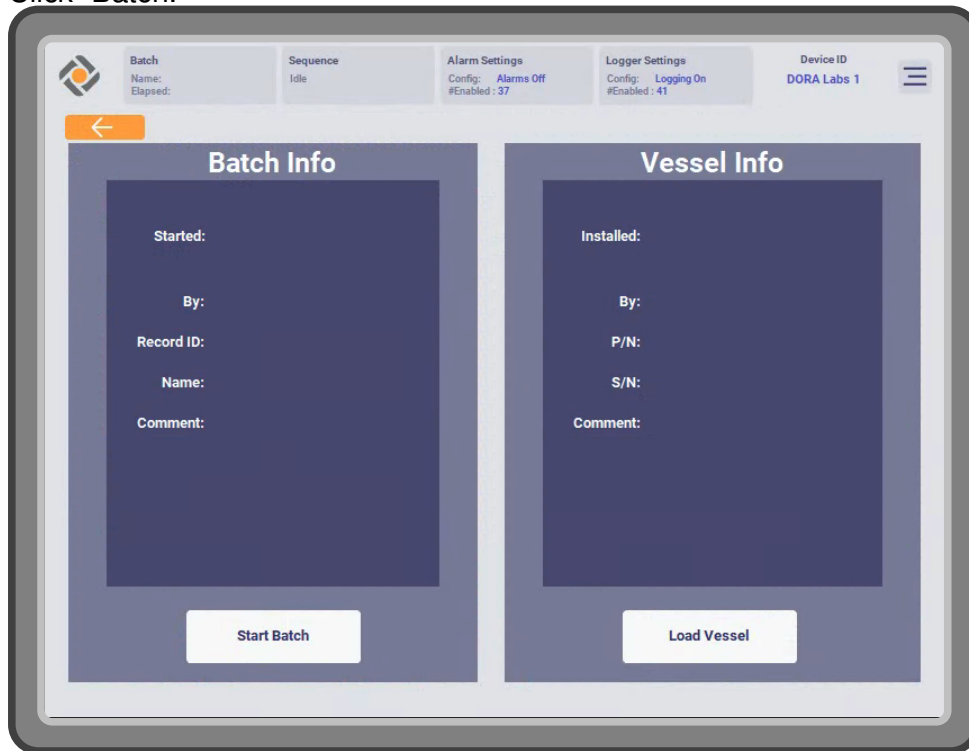 Click "Batch."
Batch
Name:
Elapsed:
Sequence
Idle
Alarm Settings
Config: Alarms Off
#Enabled : 37
Logger Settings
Config: Logging On
#Enabled : 41
Device ID
DORA Labs 1
Batch Info
Started:
By:
Record ID:
Name:
Comment:
Start Batch
Vessel Info
Installed:
By:
P/N:
S/N:
Comment:
Load Vessel